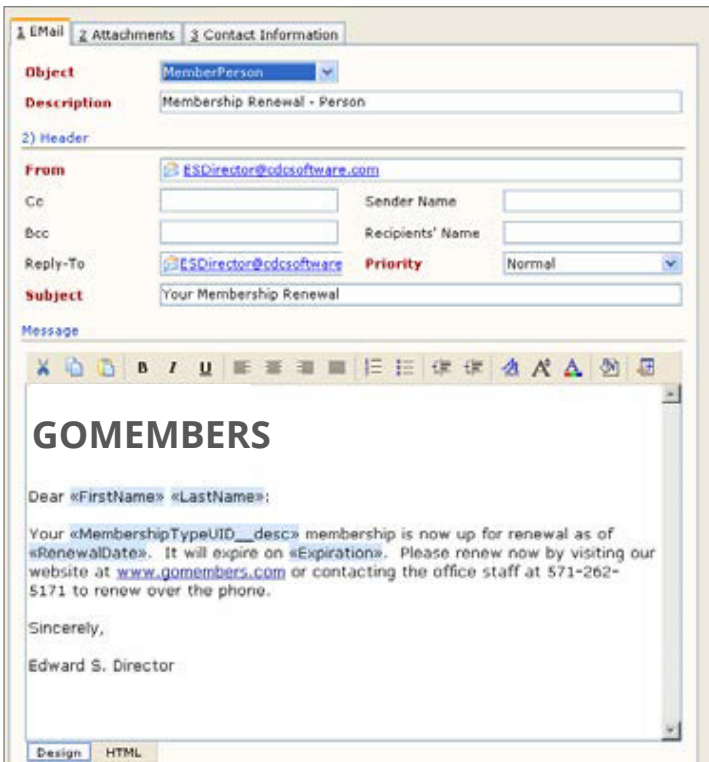 1 EMail 2 Attachments 3 Contact Information
Object MemberPerson
Description Membership Renewal - Person
2) Header
From ESDirector@cdcsoftware.com
Cc Sender Name
Bcc Recipients' Name
Reply-To ESDirector@cdcsoftware Priority Normal
Subject Your Membership Renewal
Message
B I U A A
GOMEMBERS
Dear «FirstName» «LastName»:
Your «MembershipTypeUID__desc» membership is now up for renewal as of
«RenewalDate». It will expire on «Expiration». Please renew now by visiting our
website at www.gomembers.com or contacting the office staff at 571-262-
5171 to renew over the phone.
Sincerely,
Edward S. Director
Design HTML